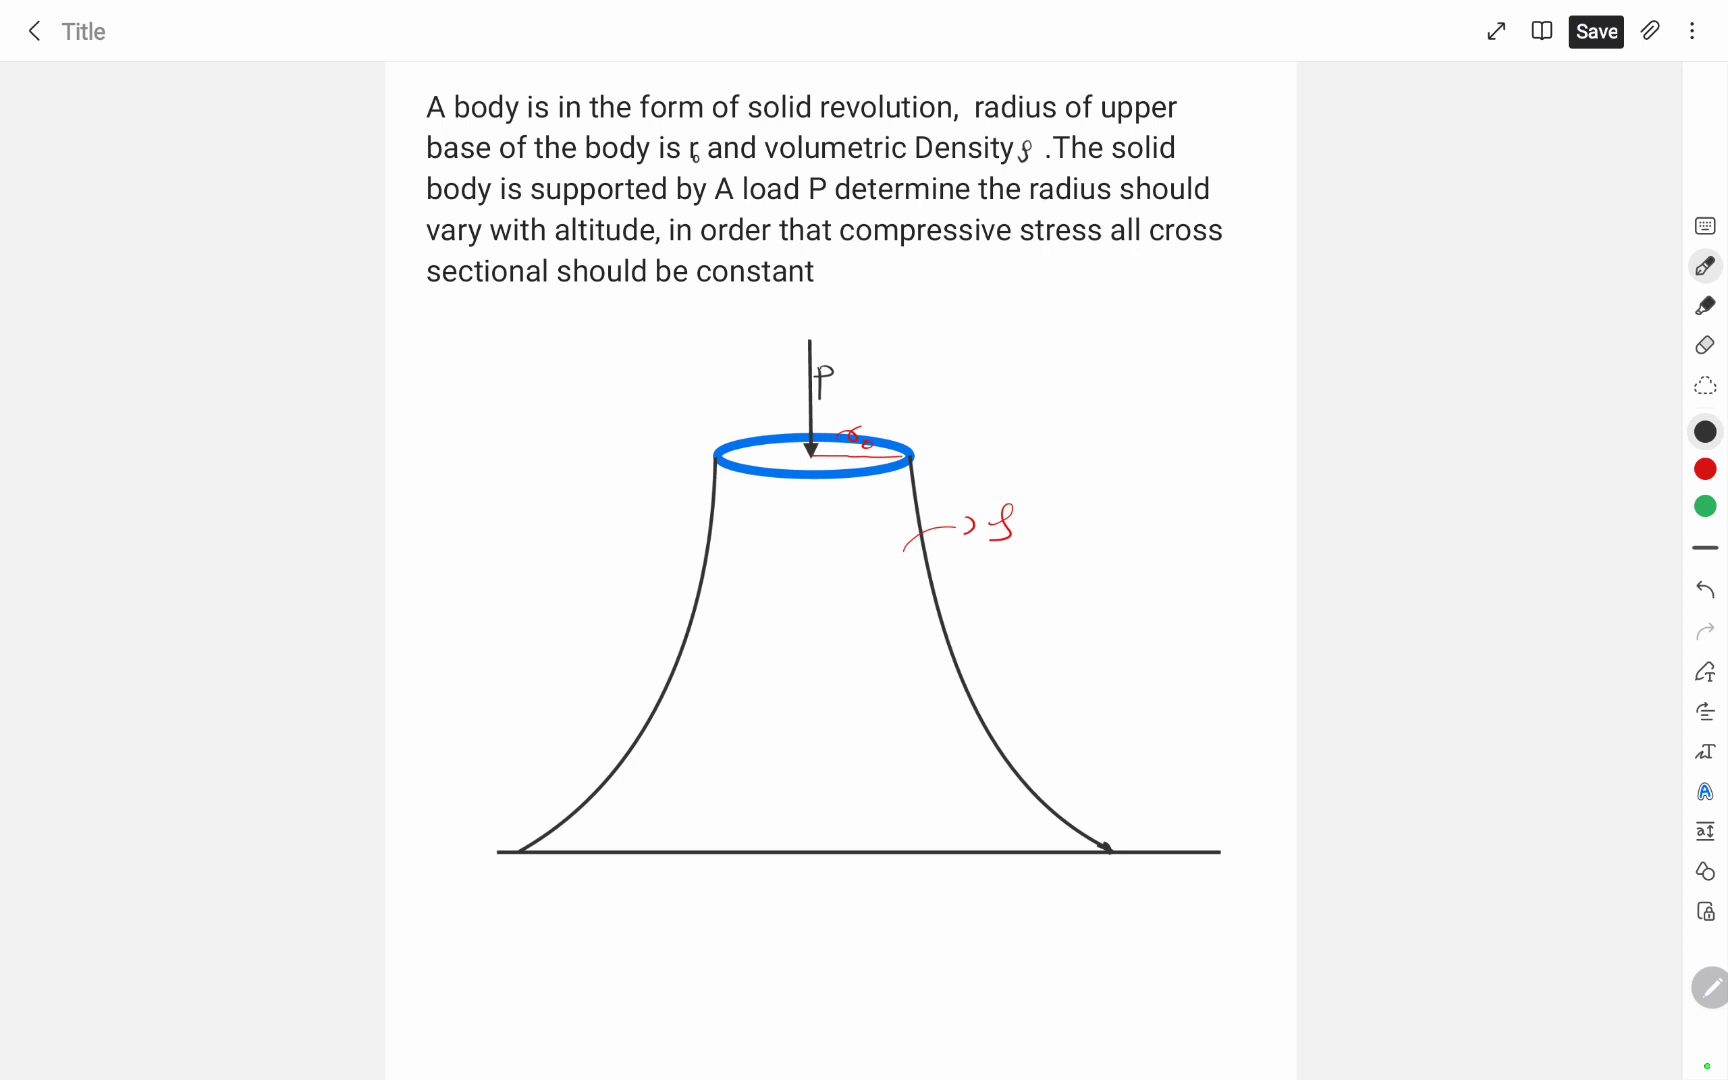 Title
Save
A body is in the form of solid revolution, radius of upper
base of the body is r₀ and volumetric Density ρ .The solid
body is supported by A load P determine the radius should
vary with altitude, in order that compressive stress all cross
sectional should be constant
P
r₀
ρ